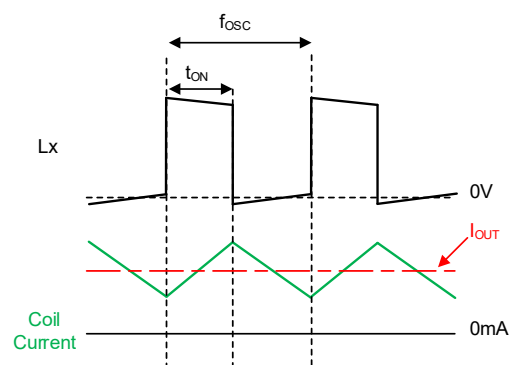 fOSC
tON
Lx
0V
IOUT
Coil
Current
0mA